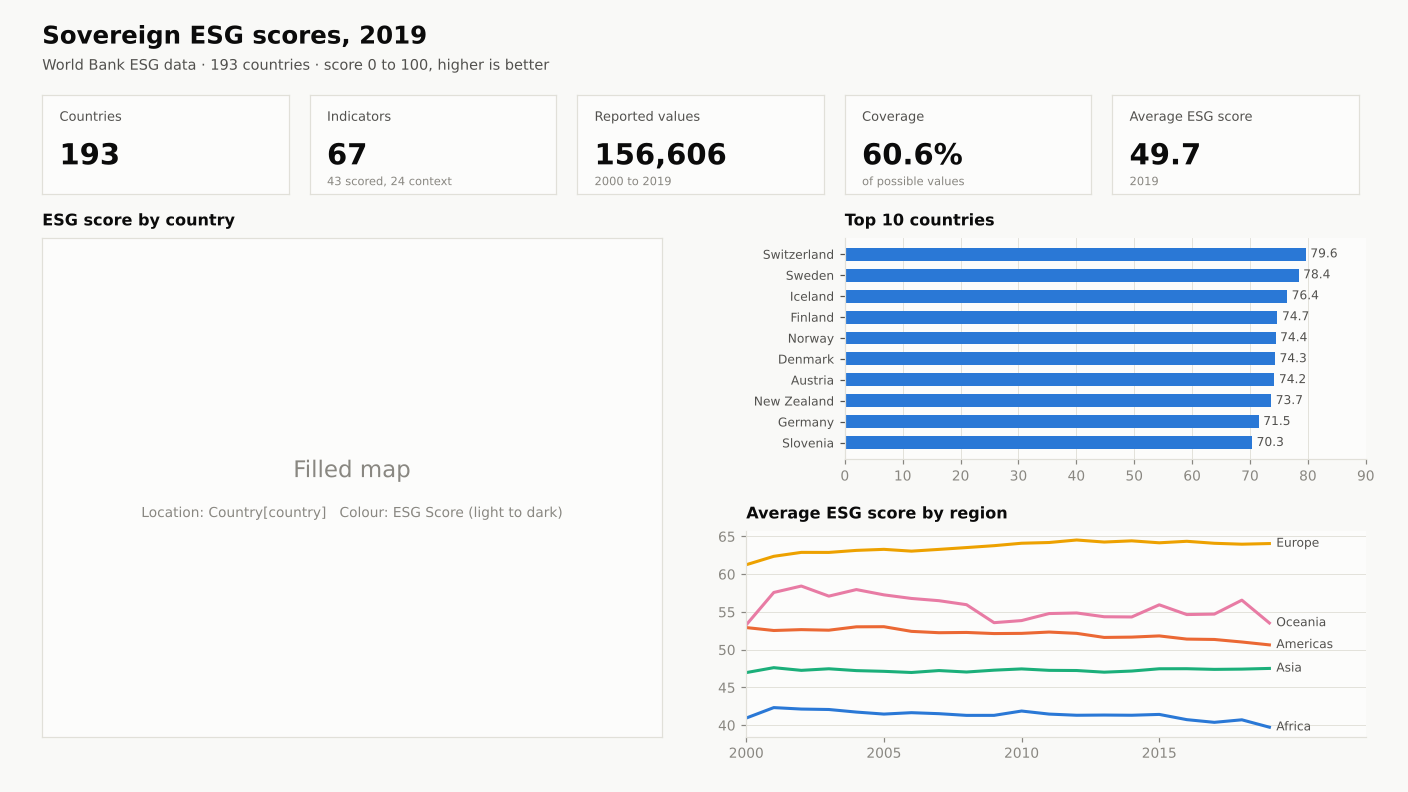 Sovereign ESG scores, 2019
World Bank ESG data · 193 countries · score 0 to 100, higher is better
Countries
193
Indicators
67
43 scored, 24 context
Reported values
156,606
2000 to 2019
Coverage
60.6%
of possible values
Average ESG score
49.7
2019
ESG score by country
Filled map
Location: Country[country]   Colour: ESG Score (light to dark)
Top 10 countries
Switzerland 79.6
Sweden 78.4
Iceland 76.4
Finland 74.7
Norway 74.4
Denmark 74.3
Austria 74.2
New Zealand 73.7
Germany 71.5
Slovenia 70.3
0 10 20 30 40 50 60 70 80 90
Average ESG score by region
65
60
55
50
45
40
Europe
Oceania
Americas
Asia
Africa
2000 2005 2010 2015